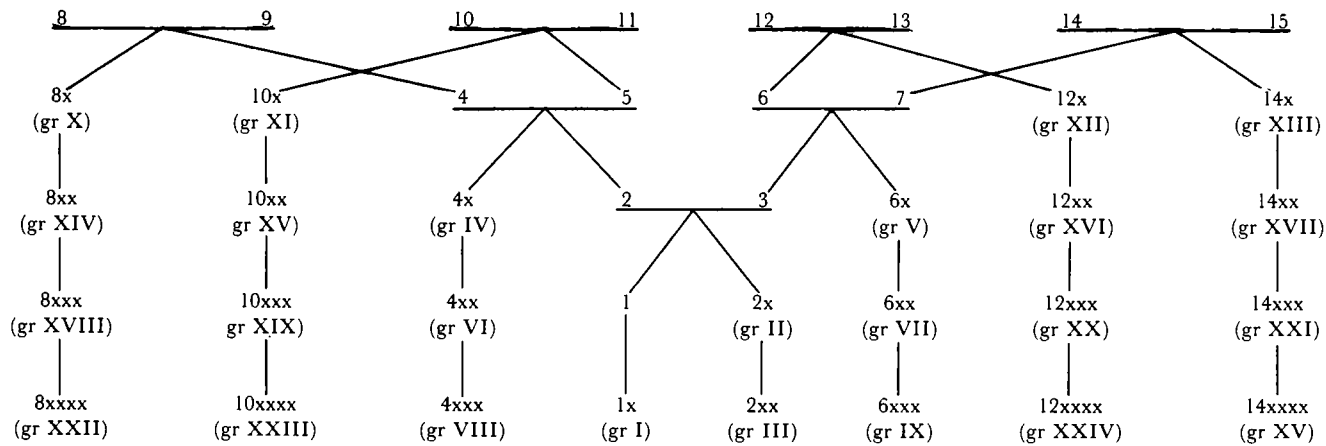 8 9 10 11 12 13 14 15
8x 10x 4 5 6 7 12x 14x
(gr X) (gr XI) (gr XII) (gr XIII)
8xx 10xx 4x 2 3 6x 12xx 14xx
(gr XIV) gr XV) (gr IV) (gr V) (gr XVI) (gr XVII)
8xxx 10xxx 4xx 1 2x 6xx 12xxx 14xxx
(gr XVIII) gr XIX) (gr VI) (gr II) (gr VII) (gr XX) (gr XXI)
8xxxx 10xxxx 4xxx 1x 2xx 6xxx 12xxxx 14xxxx
(gr XXII) (gr XXIII) (gr VIII) (gr I) (gr III) (gr IX) (gr XXIV) (gr XV)